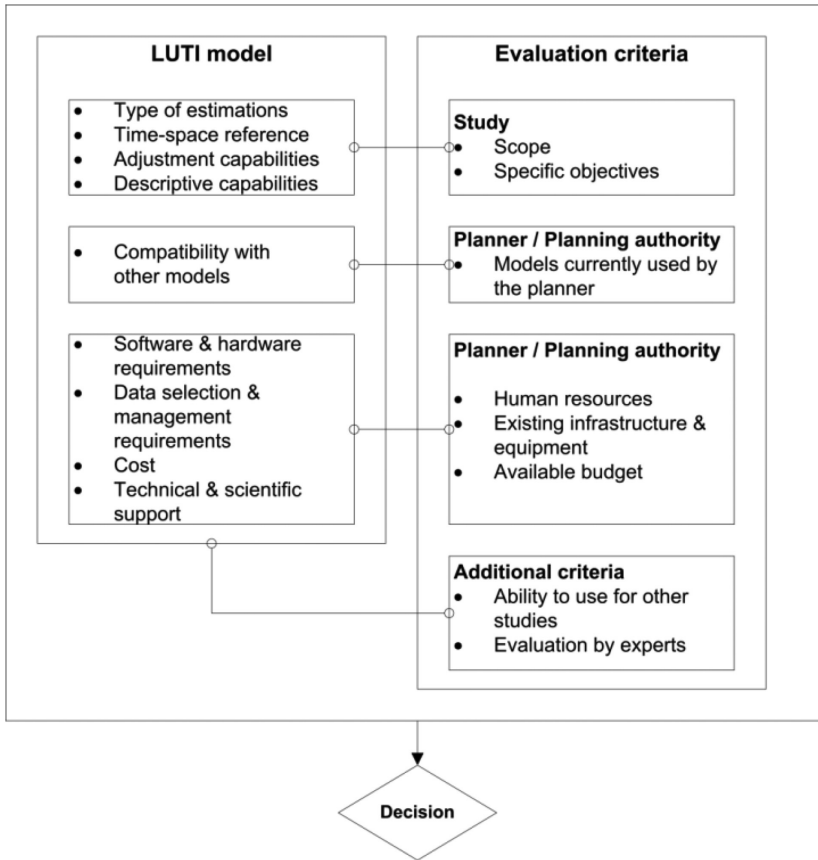 LUTI model
• Type of estimations
• Time-space reference
• Adjustment capabilities
• Descriptive capabilities
• Compatibility with
other models
• Software & hardware
requirements
• Data selection &
management
requirements
• Cost
• Technical & scientific
support
Evaluation criteria
Study
• Scope
• Specific objectives
Planner / Planning authority
• Models currently used by
the planner
Planner / Planning authority
• Human resources
• Existing infrastructure &
equipment
• Available budget
Additional criteria
• Ability to use for other
studies
• Evaluation by experts
Decision